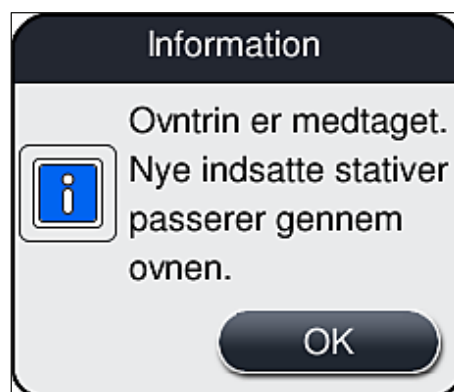 Information
Ovntrin er medtaget.
Nye indsatte stativer
passerer gennem
ovnen.
OK